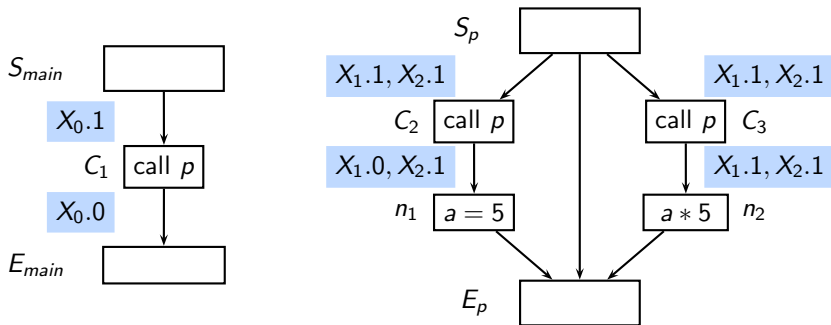 S_main
X_0.1
C_1 call p
X_0.0
E_main
S_p
X_1.1, X_2.1 X_1.1, X_2.1
C_2 call p call p C_3
X_1.0, X_2.1 X_1.1, X_2.1
n_1 a = 5 a * 5 n_2
E_p